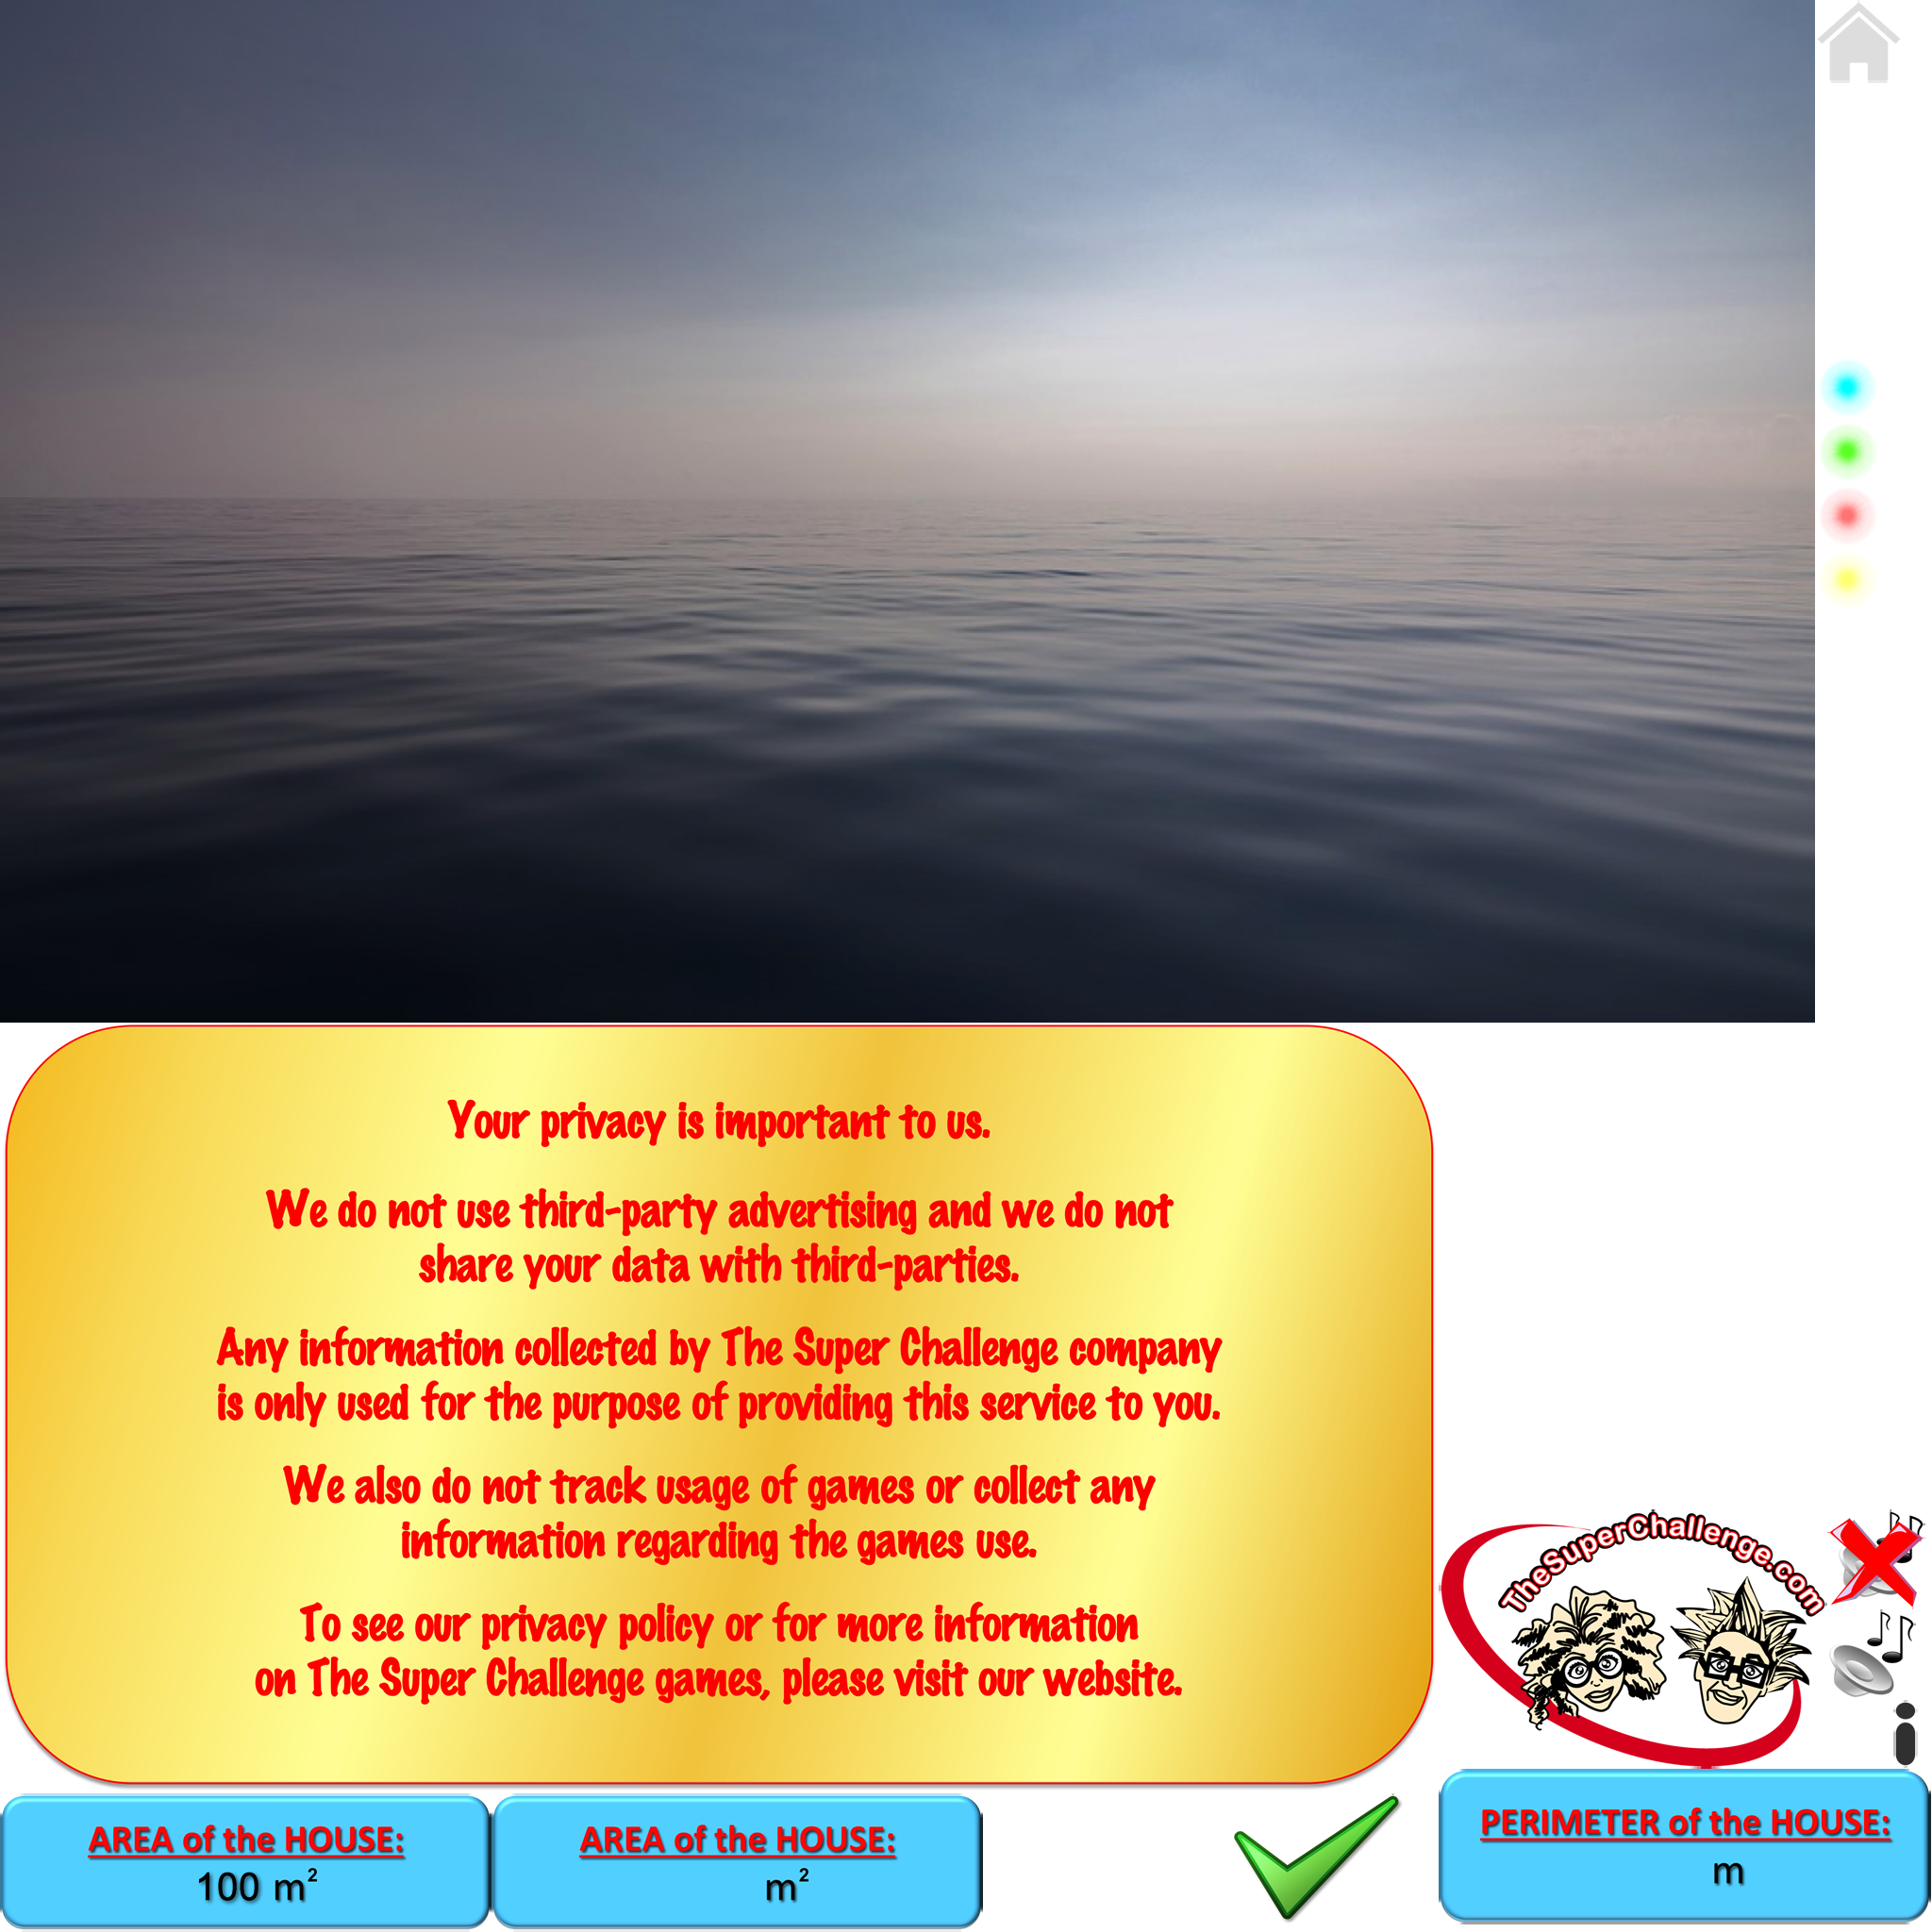 Your privacy is important to us.
We do not use third-party advertising and we do not
share your data with third-parties.
Any information collected by The Super Challenge company
is only used for the purpose of providing this service to you.
We also do not track usage of games or collect any
information regarding the games use.
To see our privacy policy or for more information
on The Super Challenge games, please visit our website.
TheSuperChallenge.com
AREA of the HOUSE:
100 m²
AREA of the HOUSE:
m²
PERIMETER of the HOUSE:
m